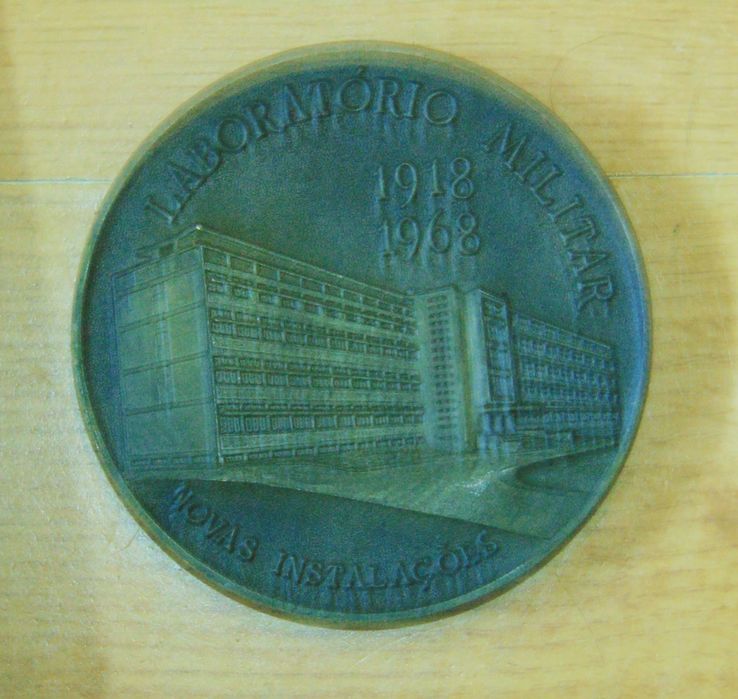 LABORATÓRIO MILITAR
1918
1968
NOVAS INSTALAÇÕES